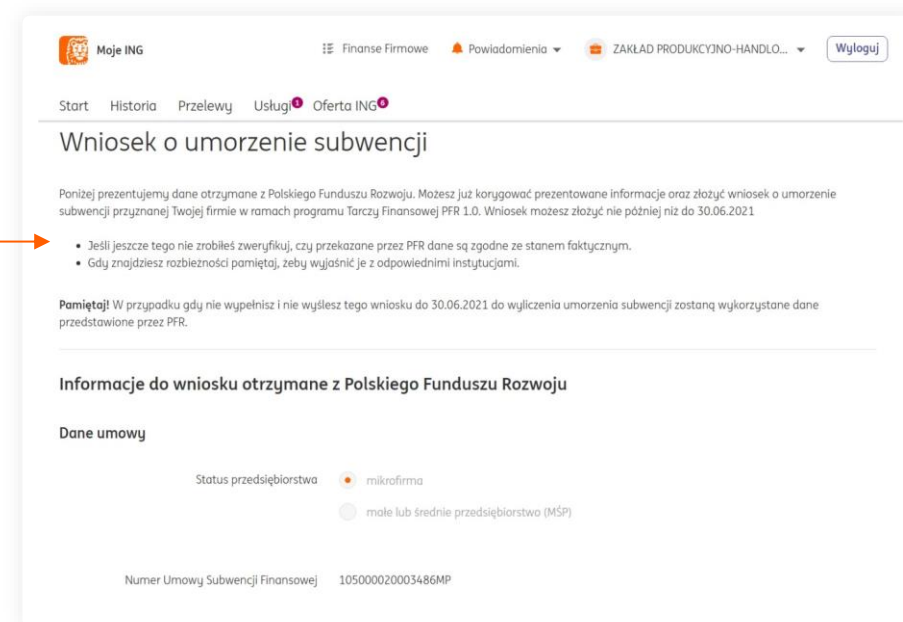 Moje ING
Finanse Firmowe
Powiadomienia
ZAKŁAD PRODUKCYJNO-HANDLO...
Wyloguj
Start Historia Przelewy Usługi 1 Oferta ING 6
Wniosek o umorzenie subwencji
Poniżej prezentujemy dane otrzymane z Polskiego Funduszu Rozwoju. Możesz już korygować prezentowane informacje oraz złożyć wniosek o umorzenie
subwencji przyznanej Twojej firmie w ramach programu Tarczy Finansowej PFR 1.0. Wniosek możesz złożyć nie później niż do 30.06.2021
• Jeśli jeszcze tego nie zrobiłeś zweryfikuj, czy przekazane przez PFR dane są zgodne ze stanem faktycznym.
• Gdy znajdziesz rozbieżności pamiętaj, żeby wyjaśnić je z odpowiednimi instytucjami.
Pamiętaj! W przypadku gdy nie wypełnisz i nie wyślesz tego wniosku do 30.06.2021 do wyliczenia umorzenia subwencji zostaną wykorzystane dane
przedstawione przez PFR.
Informacje do wniosku otrzymane z Polskiego Funduszu Rozwoju
Dane umowy
Status przedsiębiorstwa mikrofirma
małe lub średnie przedsiębiorstwo (MŚP)
Numer Umowy Subwencji Finansowej 105000020003486MP